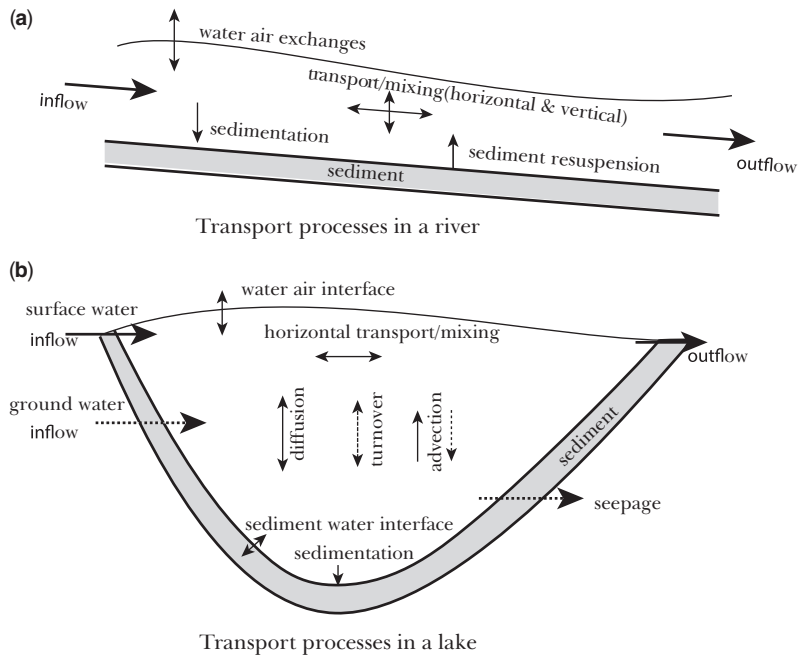 (a)
water air exchanges
transport/mixing(horizontal & vertical)
inflow
sedimentation
sediment resuspension
outflow
sediment
Transport processes in a river
(b)
water air interface
surface water
inflow
horizontal transport/mixing
outflow
ground water
inflow
diffusion
turnover
advection
sediment
seepage
sediment water interface
sedimentation
Transport processes in a lake